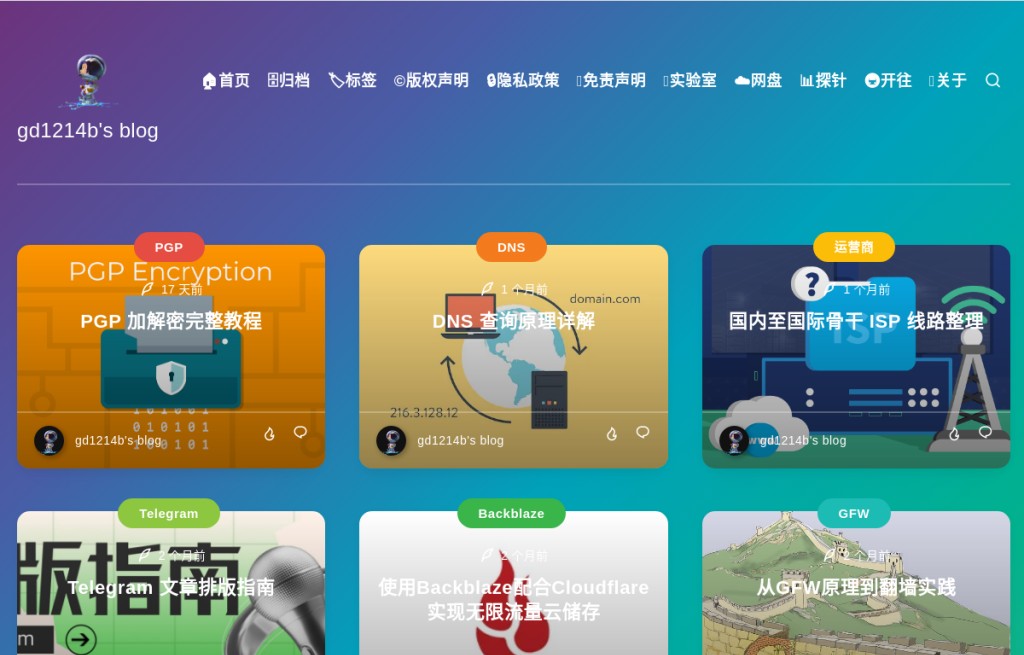 首页 归档 标签 ©版权声明 隐私政策 免责声明 实验室 网盘 探针 开往 关于
gd1214b's blog
PGP
PGP Encryption
17 天前
PGP 加解密完整教程
101010
010101
101010
gd1214b's blog
DNS
1 个月前
domain.com
DNS 查询原理详解
216.3.128.12
gd1214b's blog
运营商
?
1 个月前
国内至国际骨干 ISP 线路整理
ISP
gd1214b's blog
Telegram
2 个月前
版指南
Telegram 文章排版指南
m
Backblaze
2 个月前
使用Backblaze配合Cloudflare
实现无限流量云储存
GFW
个月前
从GFW原理到翻墙实践